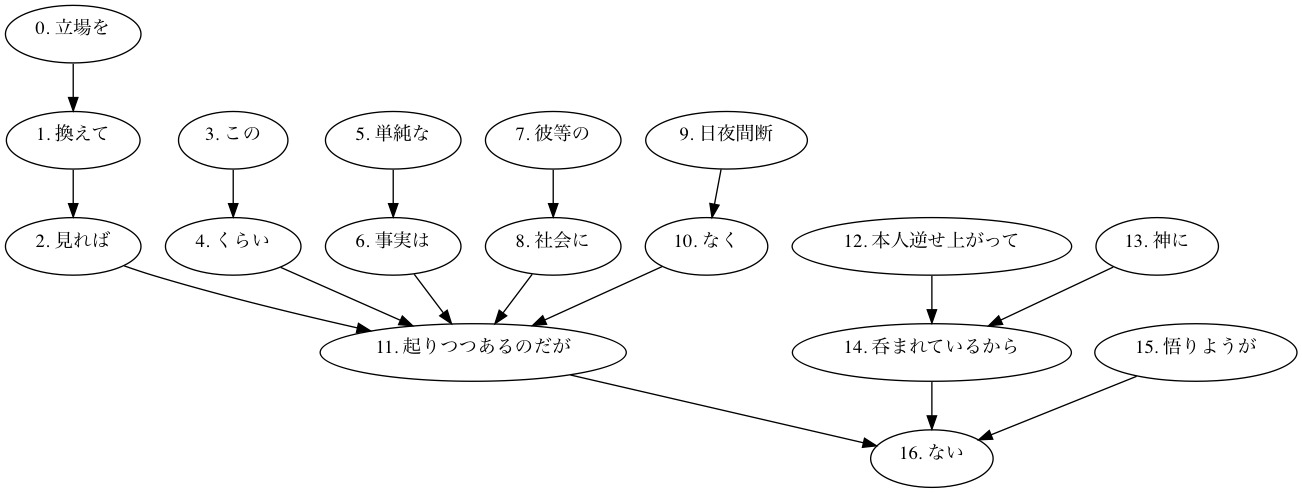 0. 立場を
1. 換えて
3. この
5. 単純な
7. 彼等の
9. 日夜間断
2. 見れば
4. くらい
6. 事実は
8. 社会に
10. なく
12. 本人逆せ上がって
13. 神に
11. 起りつつあるのだが
14. 呑まれているから
15. 悟りようが
16. ない